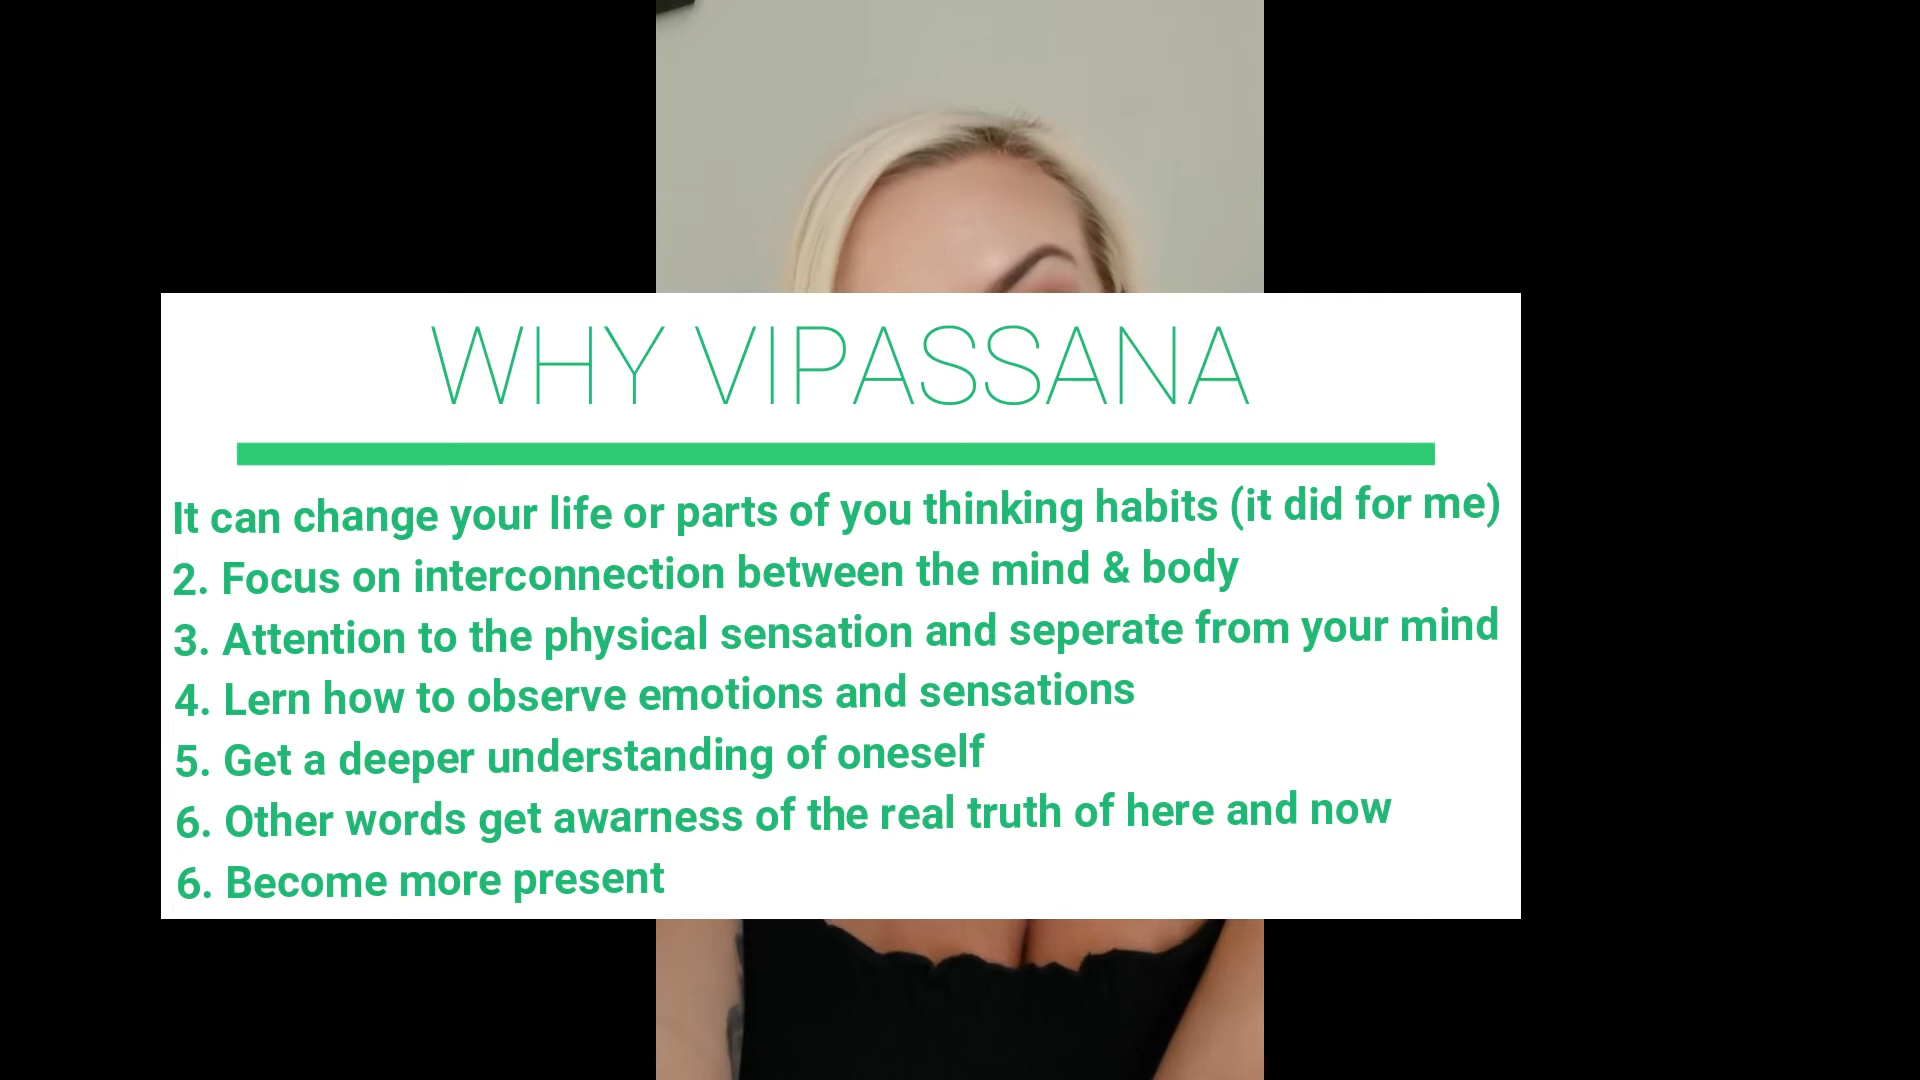 WHY VIPASSANA
It can change your life or parts of you thinking habits (it did for me)
2. Focus on interconnection between the mind & body
3. Attention to the physical sensation and seperate from your mind
4. Lern how to observe emotions and sensations
5. Get a deeper understanding of oneself
6. Other words get awarness of the real truth of here and now
6. Become more present